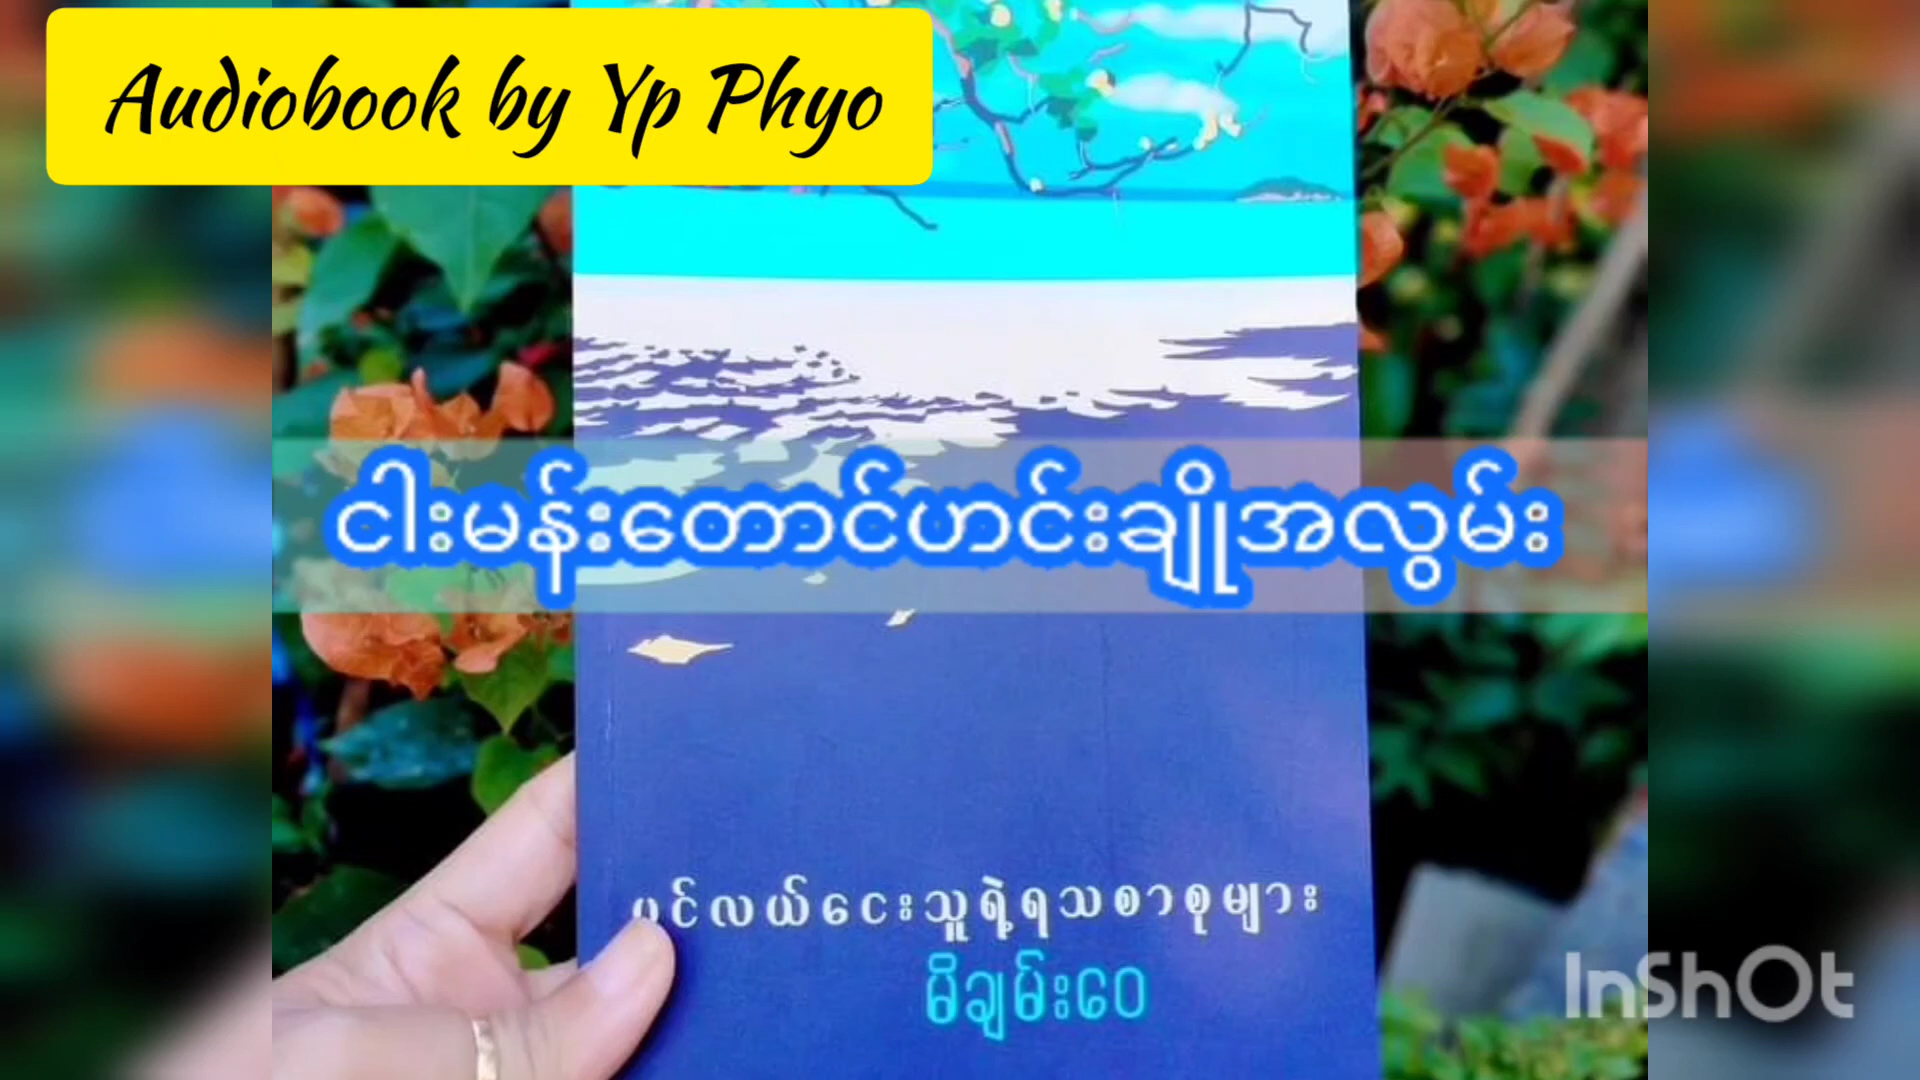 Audiobook by Yp Phyo
ငါးမန်းတောင်ဟင်းချိုအလွမ်း
ပင်လယ်ငေးသူရဲ့ရသစာစုများ
မိချမ်းဝေ
InShOt